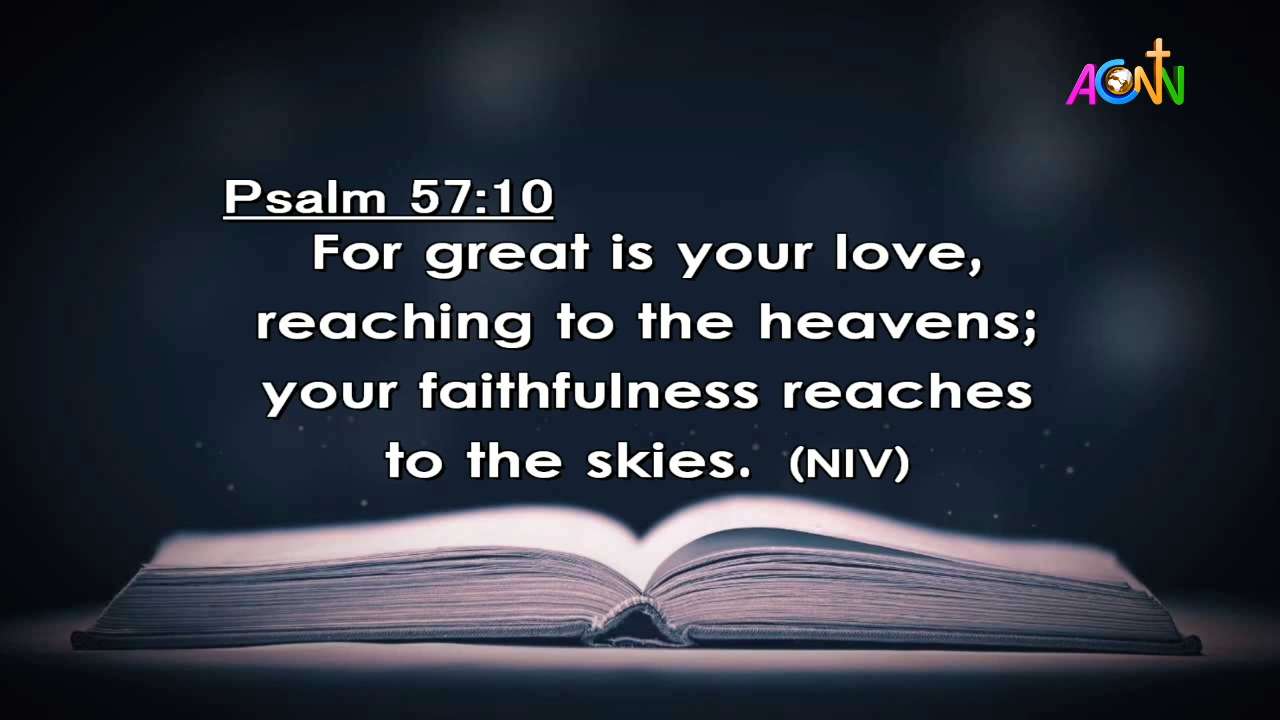 ACNN
Psalm 57:10
For great is your love,
reaching to the heavens;
your faithfulness reaches
to the skies. (NIV)